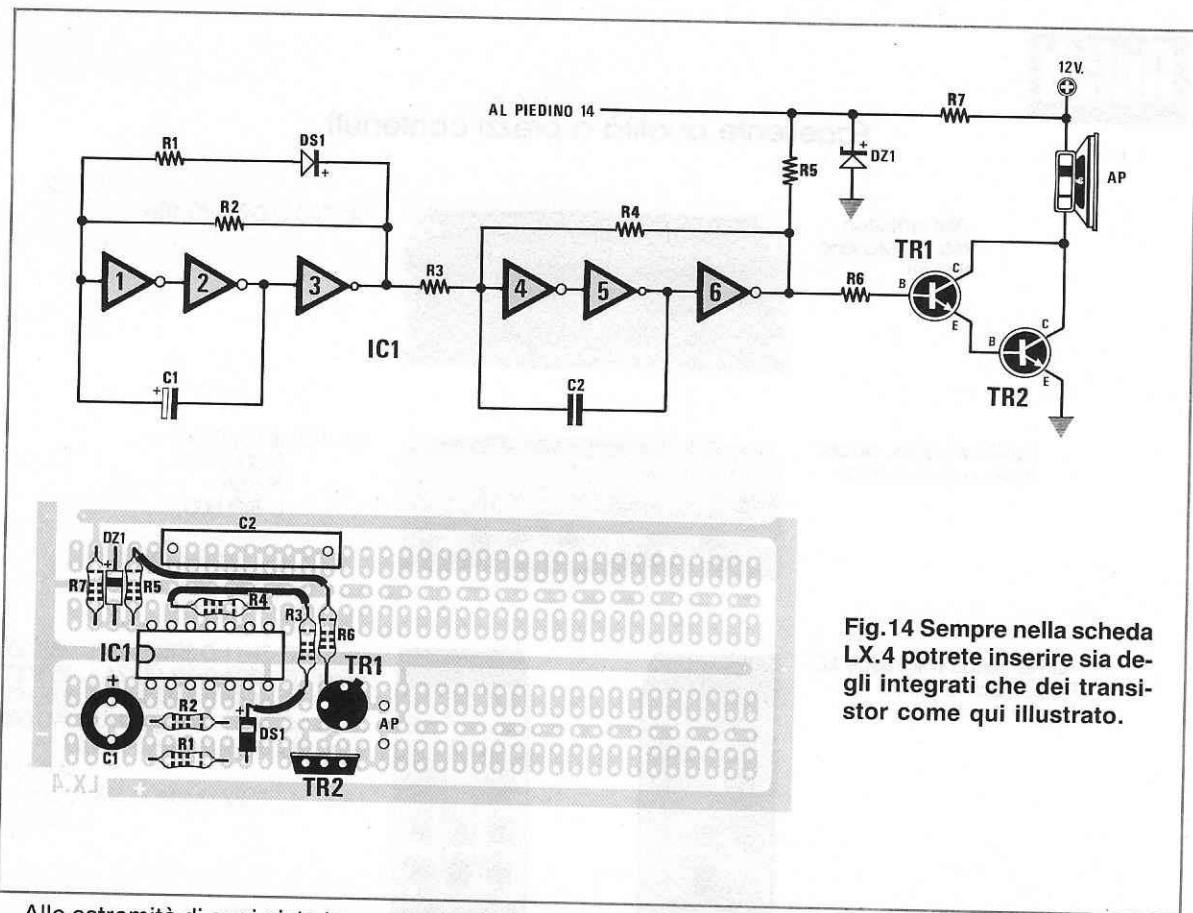 12V.
AL PIEDINO 14
R7
R1
DS1
+
+
DZ1
AP
R5
R2
R4
TR1
C
1
2
3
R3
4
5
6
R6
B
E
C
B
IC1
C1
+
C2
E
TR2
C2
DZ1
+
R7
R5
R4
R3
R6
IC1
TR1
+
R2
+
AP
DS1
C1
R1
TR2
LX.4
+
Fig.14 Sempre nella scheda
LX.4 potrete inserire sia de-
gli integrati che dei transi-
stor come qui illustrato.
Alle estremità di